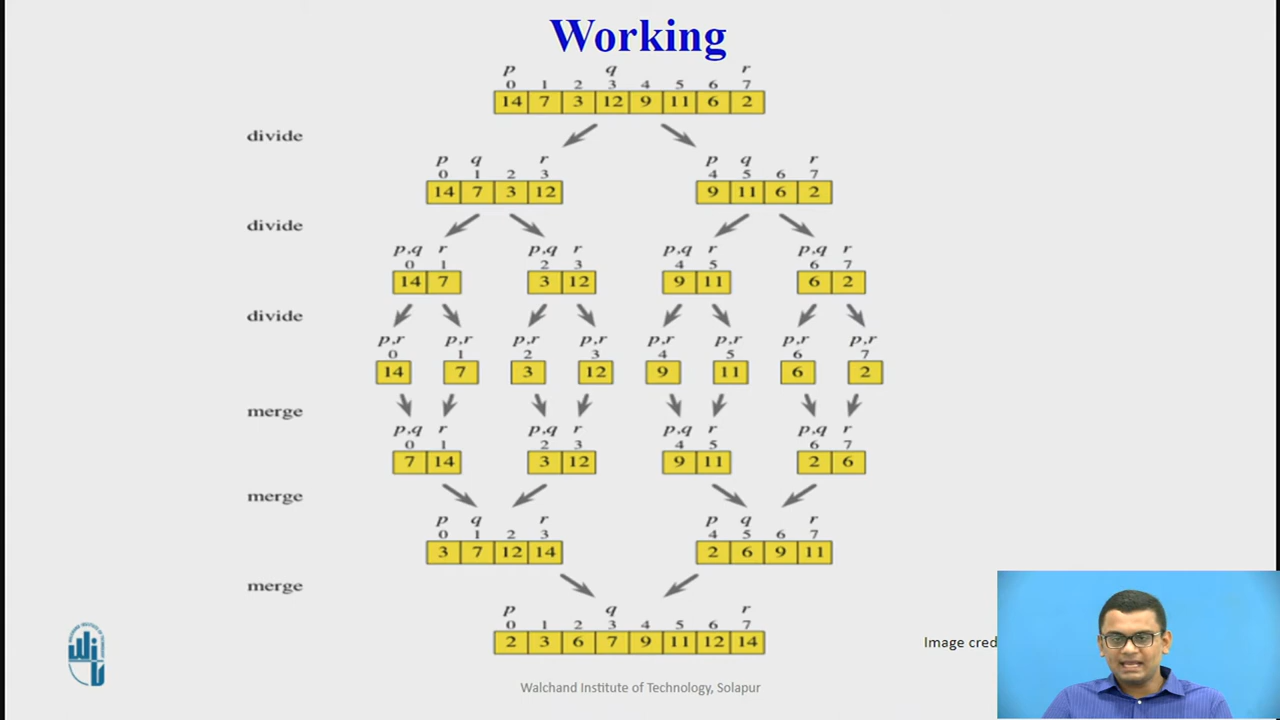 Working
p q r
0 1 2 3 4 5 6 7
14 7 3 12 9 11 6 2
divide
p q r p q r
0 1 2 3 4 5 6 7
14 7 3 12 9 11 6 2
divide
p,q r p,q r p,q r p,q r
0 1 2 3 4 5 6 7
14 7 3 12 9 11 6 2
divide
p,r p,r p,r p,r p,r p,r p,r p,r
0 1 2 3 4 5 6 7
14 7 3 12 9 11 6 2
merge
p,q r p,q r p,q r p,q r
0 1 2 3 4 5 6 7
7 14 3 12 9 11 2 6
merge
p q r p q r
0 1 2 3 4 5 6 7
3 7 12 14 2 6 9 11
merge
p q r
0 1 2 3 4 5 6 7
2 3 6 7 9 11 12 14
Image cred
Walchand Institute of Technology, Solapur